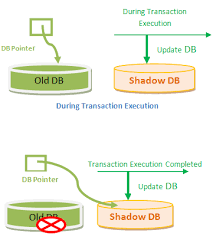 During Transaction
Execution
DB Pointer
Update DB
Old DB
Shadow DB
During Transaction Execution
Transaction Execution Completed
DB Pointer
Update DB
Old DB
Shadow DB